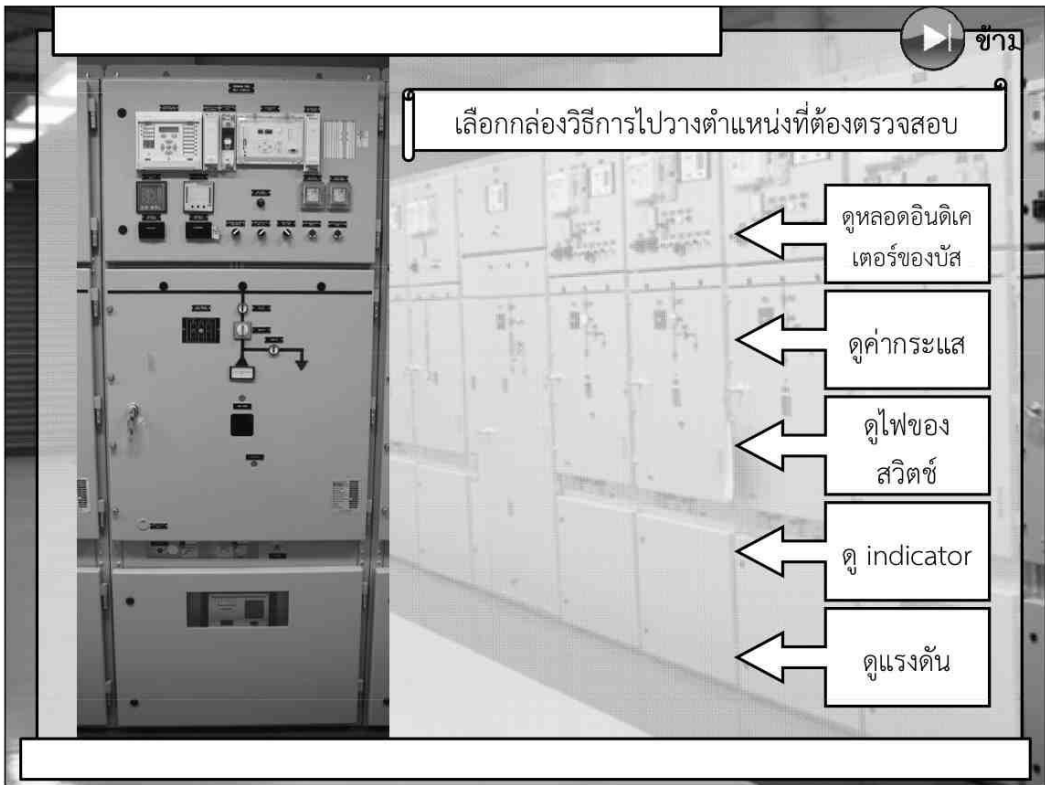 ข้าม
เลือกกล่องวิธีการไปวางตำแหน่งที่ต้องตรวจสอบ
ดูหลอดอินดิเค
เตอร์ของบัส
ดูค่ากระแส
ดูไฟของ
สวิตช์
ดู indicator
ดูแรงดัน